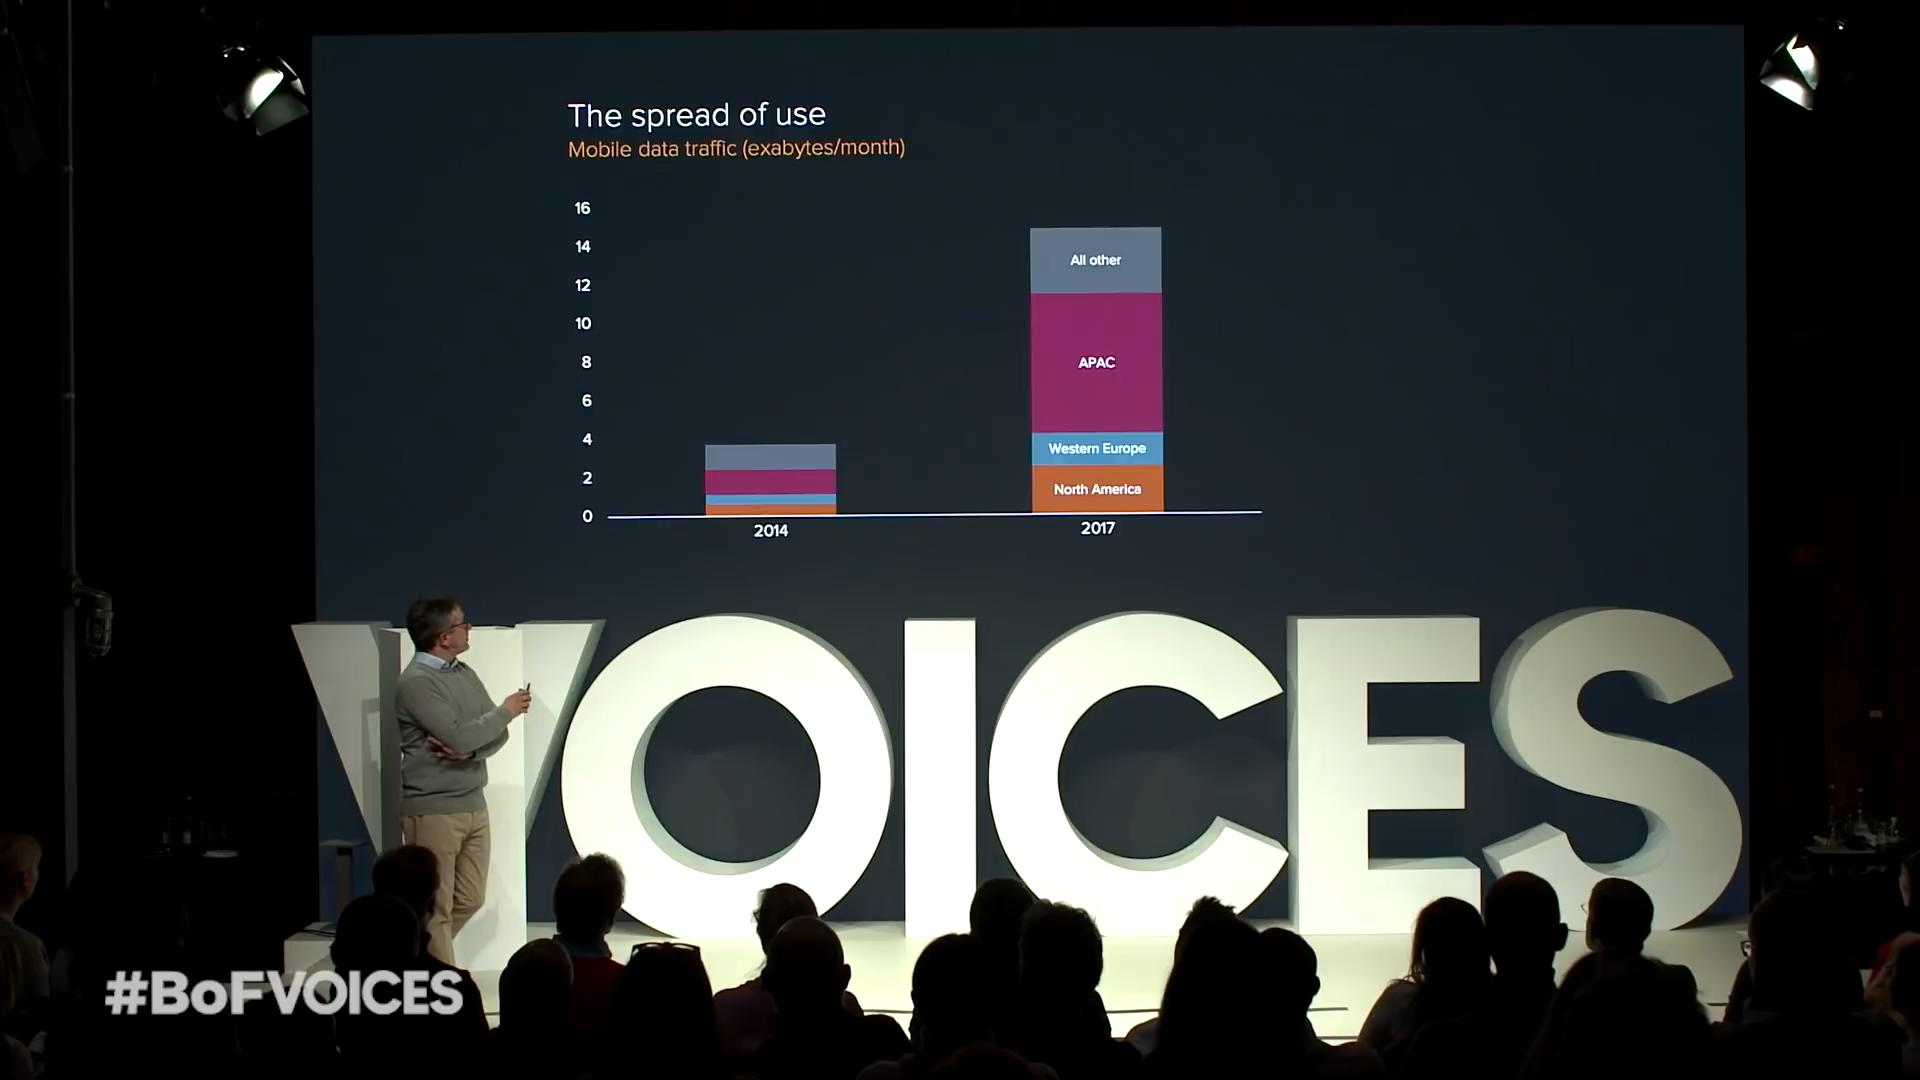 The spread of use
Mobile data traffic (exabytes/month)
16
14
12
10
8
6
4
2
0
All other
APAC
Western Europe
North America
2014
2017
VOICES
#BoFVOICES